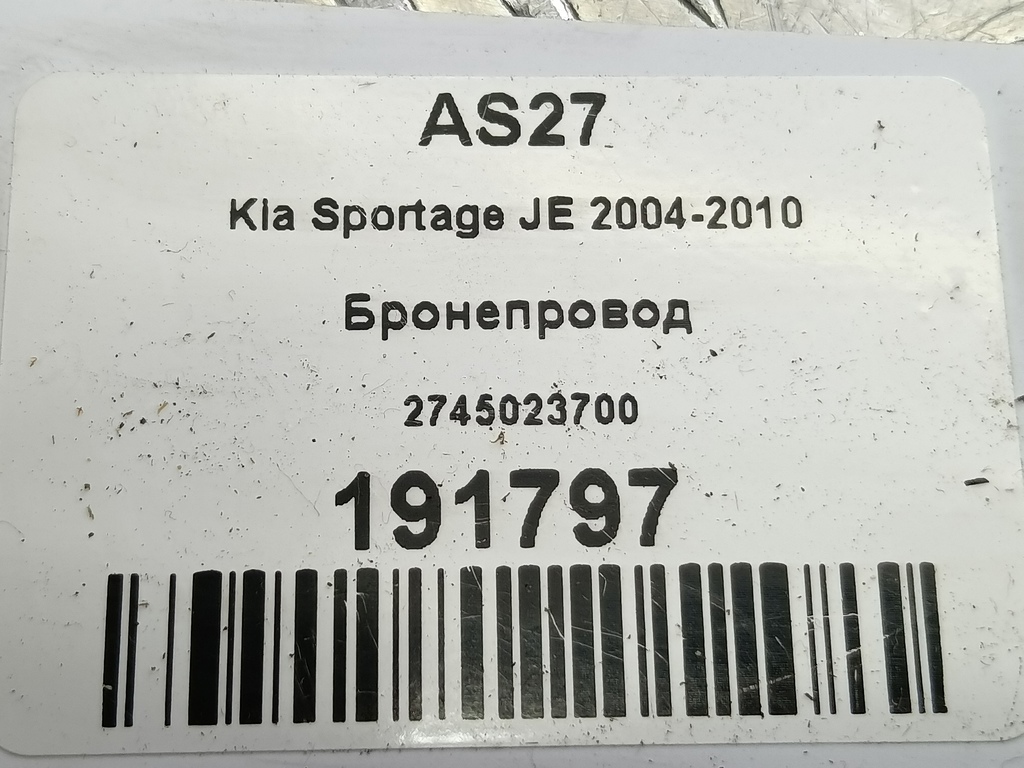 AS27
Kia Sportage JE 2004-2010
Бронепровод
2745023700
191797